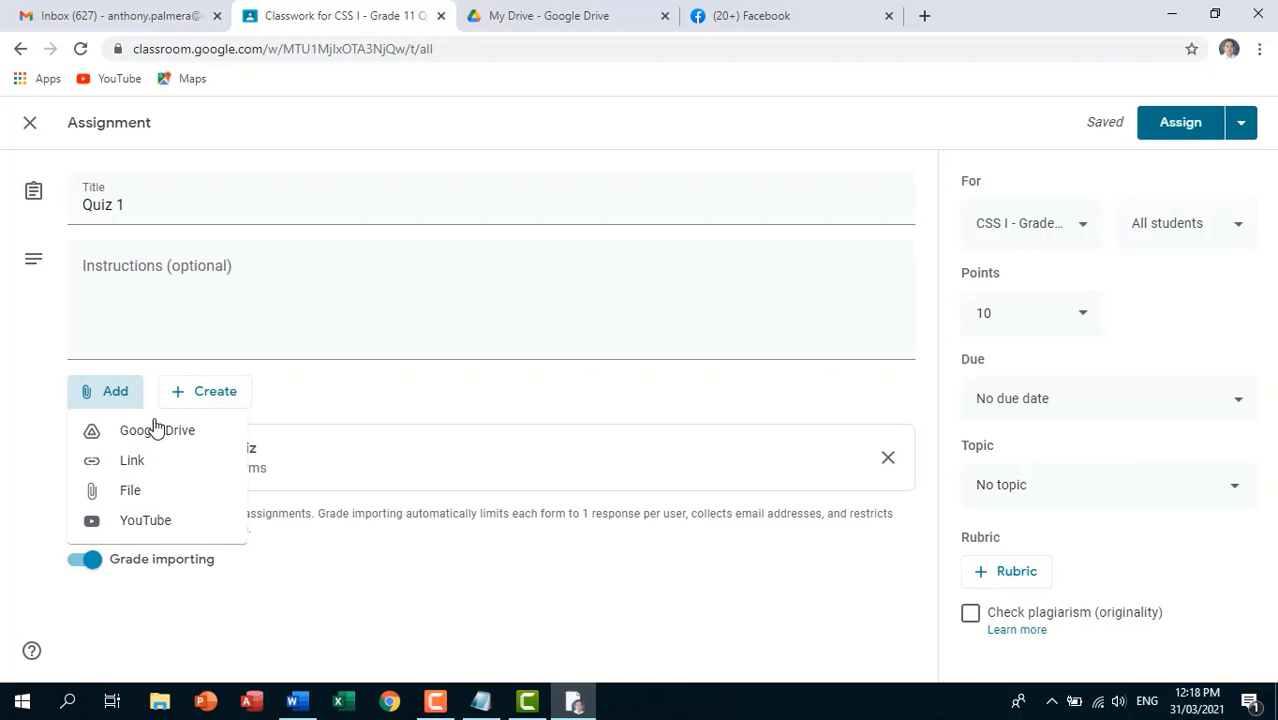 Inbox (627) - anthony.palmera@
Classwork for CSS I - Grade 11 Q
My Drive - Google Drive
(20+) Facebook
classroom.google.com/w/MTU1MjIxOTA3NjQw/t/all
Apps
YouTube
Maps
Assignment
Saved
Assign
Title
Quiz 1
Instructions (optional)
Add
Create
Google Drive
Link
File
YouTube
iz
rms
assignments. Grade importing automatically limits each form to 1 response per user, collects email addresses, and restricts
Grade importing
For
CSS I - Grade...
All students
Points
10
Due
No due date
Topic
No topic
Rubric
Rubric
Check plagiarism (originality)
Learn more
ENG
12:18 PM
31/03/2021